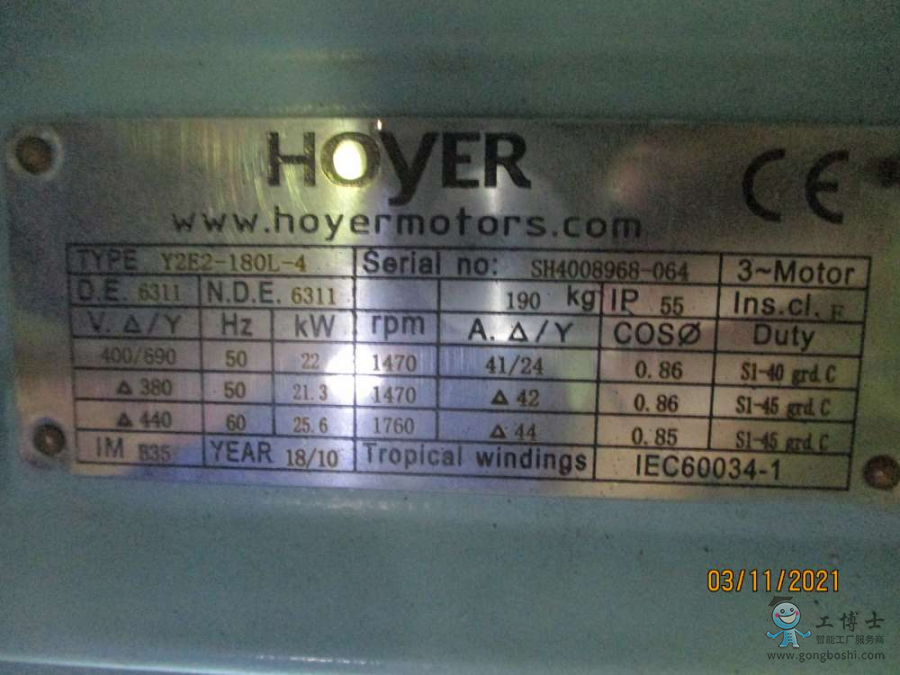 HOYER
CE
www.hoyermotors.com
TYPE Y2E2-180L-4 Serial no: SH4008968-064 3~Motor
D.E. 6311 N.D.E. 6311 190 kg IP 55 Ins.cl. F
V. Δ/Y Hz kW rpm A. Δ/Y COSØ Duty
400/690 50 22 1470 41/24 0.86 S1-40 grd.C
Δ 380 50 21.3 1470 Δ 42 0.86 S1-45 grd.C
Δ 440 60 25.6 1760 Δ 44 0.85 S1-45 grd.C
IM B35 YEAR 18/10 Tropical windings IEC60034-1
03/11/2021
工博士
智能工厂服务商
www.gongboshi.com